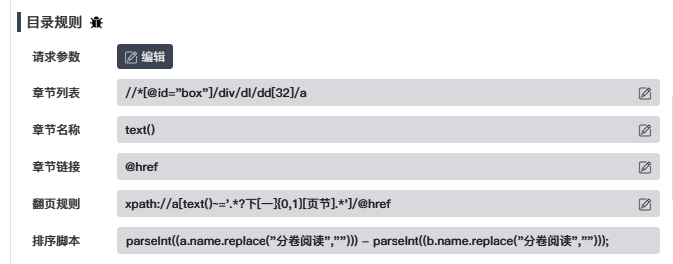 目录规则
请求参数
编辑
章节列表
//*[@id="box"]/div/dl/dd[32]/a
章节名称
text()
章节链接
@href
翻页规则
xpath://a[text()~='.*?下[一]{0,1}[页节].*']/@href
排序脚本
parseInt((a.name.replace("分卷阅读",""))) - parseInt((b.name.replace("分卷阅读","")));